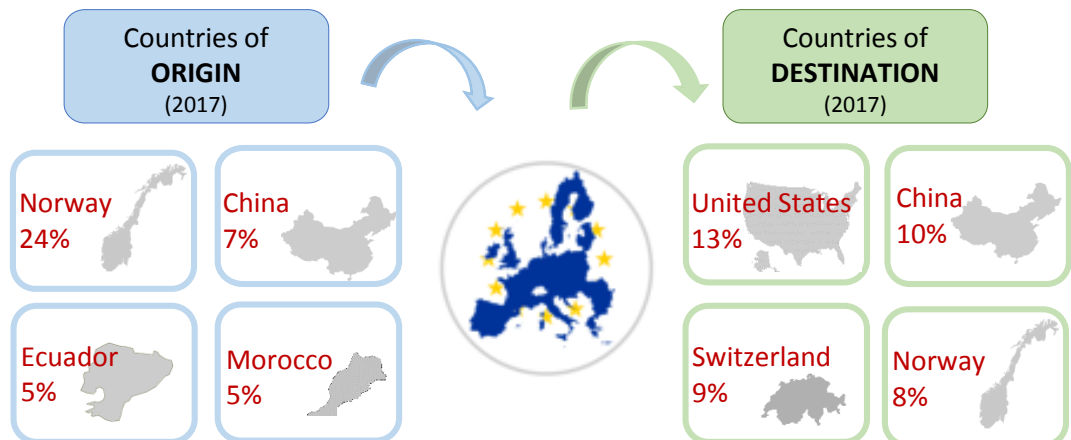 Countries of
ORIGIN
(2017)
Countries of
DESTINATION
(2017)
Norway
24%
China
7%
Ecuador
5%
Morocco
5%
United States
13%
China
10%
Switzerland
9%
Norway
8%